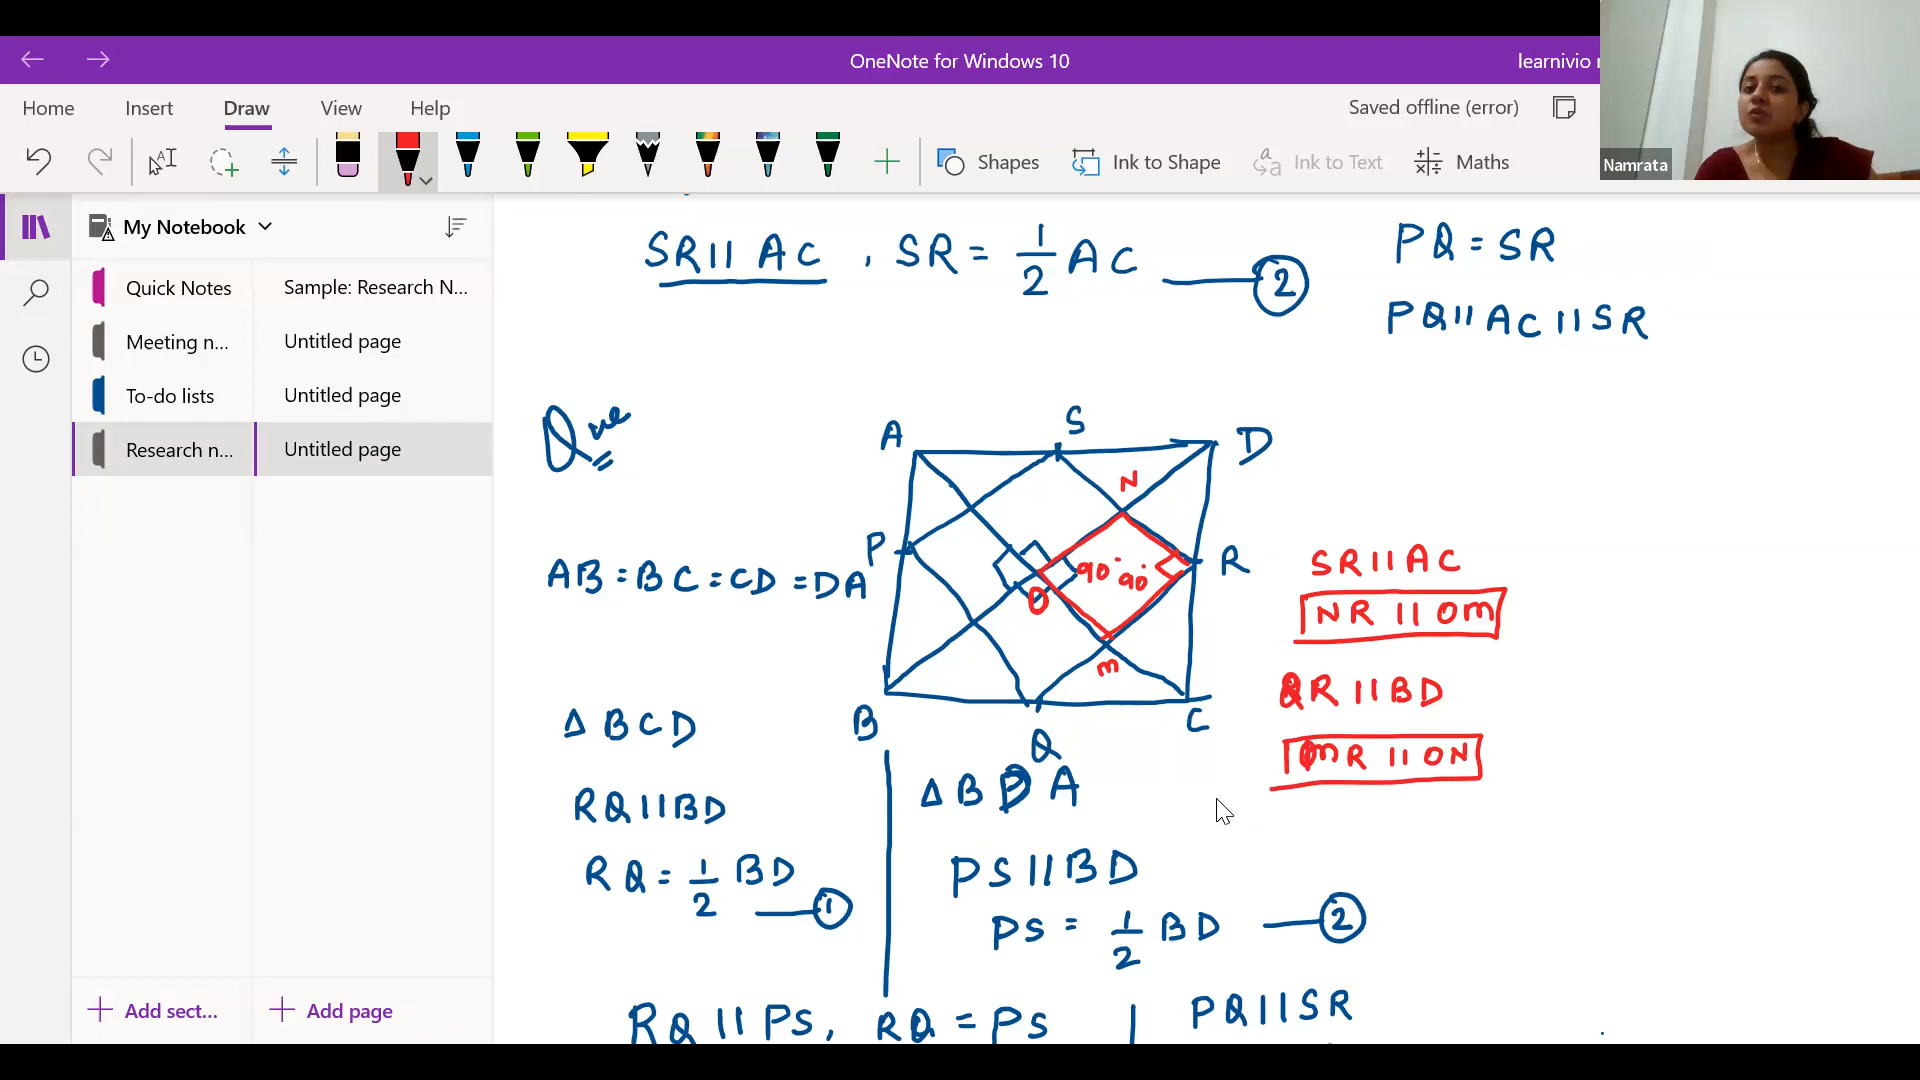 OneNote for Windows 10
learnivio
Home Insert Draw View Help
Saved offline (error)
Shapes Ink to Shape Ink to Text Maths
Namrata
My Notebook
Quick Notes
Meeting n...
To-do lists
Research n...
Sample: Research N...
Untitled page
Untitled page
Untitled page
Add sect...
Add page
SR || AC , SR = 1/2 AC 2
PQ = SR
PQ || AC || SR
Que
A S D
N
P R
90° 90°
O
M
B Q C
AB = BC = CD = DA
SR || AC
NR || OM
QR || BD
MR || ON
Δ BCD
RQ || BD
RQ = 1/2 BD 1
Δ BDA
PS || BD
PS = 1/2 BD 2
RQ || PS, RQ = PS
PQ || SR